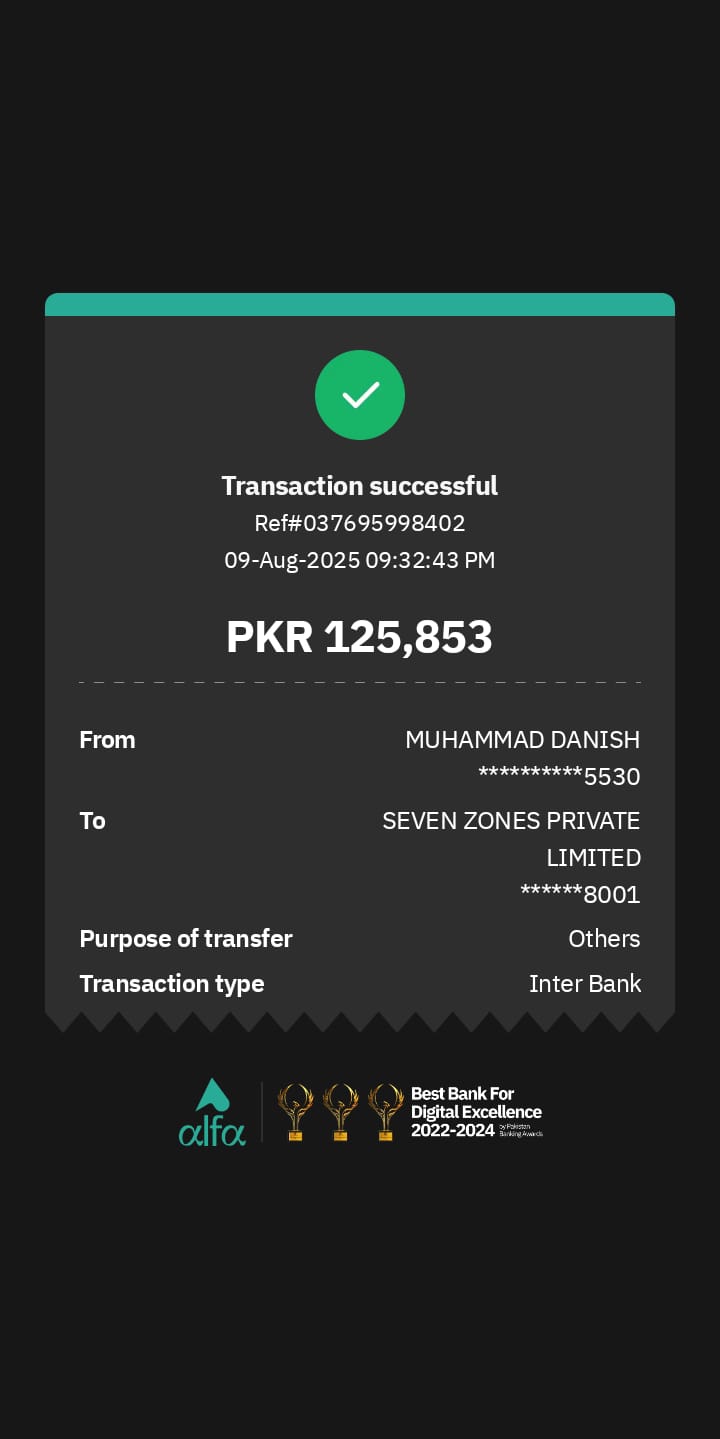 Transaction successful
Ref#037695998402
09-Aug-2025 09:32:43 PM
PKR 125,853
From MUHAMMAD DANISH
**********5530
To SEVEN ZONES PRIVATE
LIMITED
******8001
Purpose of transfer Others
Transaction type Inter Bank
alfa
Best Bank For
Digital Excellence
2022-2024 by Pakistan
Banking Awards